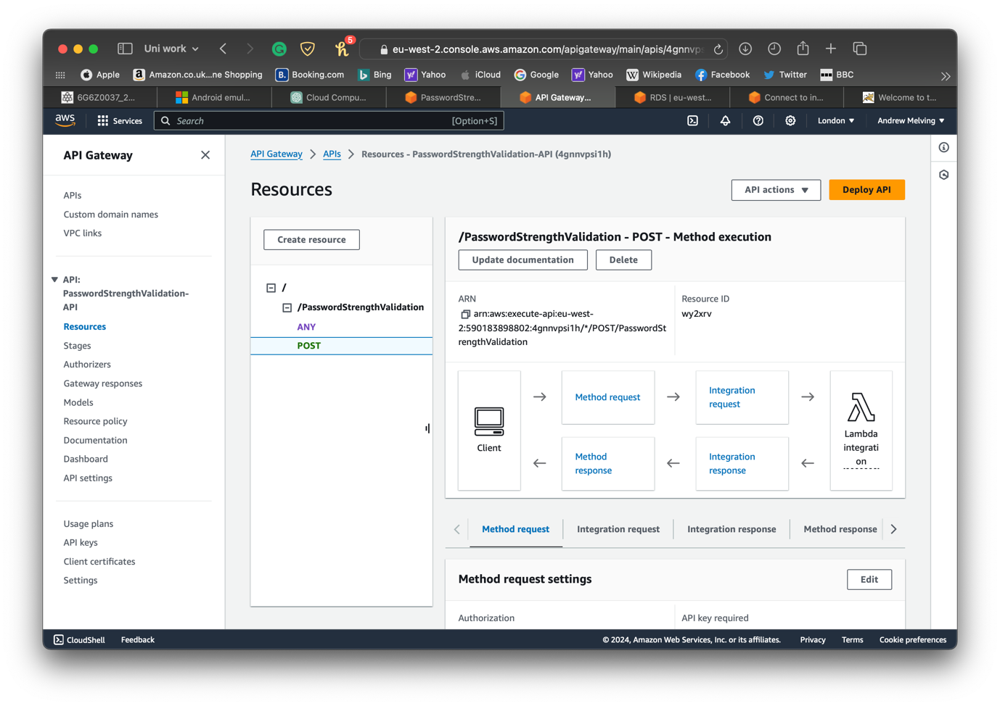 Uni work
5
eu-west-2.console.aws.amazon.com/apigateway/main/apis/4gnnvps
Apple
Amazon.co.uk...ne Shopping
Booking.com
Bing
Yahoo
iCloud
Google
Yahoo
Wikipedia
Facebook
Twitter
BBC
6G6Z0037_2...
Android emul...
Cloud Compu...
PasswordStre...
API Gateway...
RDS | eu-west...
Connect to in...
Welcome to t...
aws
Services
Search
[Option+S]
London
Andrew Melving
API Gateway
APIs
Custom domain names
VPC links
API:
PasswordStrengthValidation-
API
Resources
Stages
Authorizers
Gateway responses
Models
Resource policy
Documentation
Dashboard
API settings
Usage plans
API keys
Client certificates
Settings
API Gateway
APIs
Resources - PasswordStrengthValidation-API (4gnnvpsi1h)
Resources
API actions
Deploy API
Create resource
/
/PasswordStrengthValidation
ANY
POST
/PasswordStrengthValidation - POST - Method execution
Update documentation
Delete
ARN
arn:aws:execute-api:eu-west-
2:590183898802:4gnnvpsi1h/*/POST/PasswordSt
rengthValidation
Resource ID
wy2xrv
Client
Method request
Integration
request
Lambda
integrati
on
Method
response
Integration
response
Method request
Integration request
Integration response
Method response
Method request settings
Edit
Authorization
API key required
CloudShell
Feedback
© 2024, Amazon Web Services, Inc. or its affiliates.
Privacy
Terms
Cookie preferences